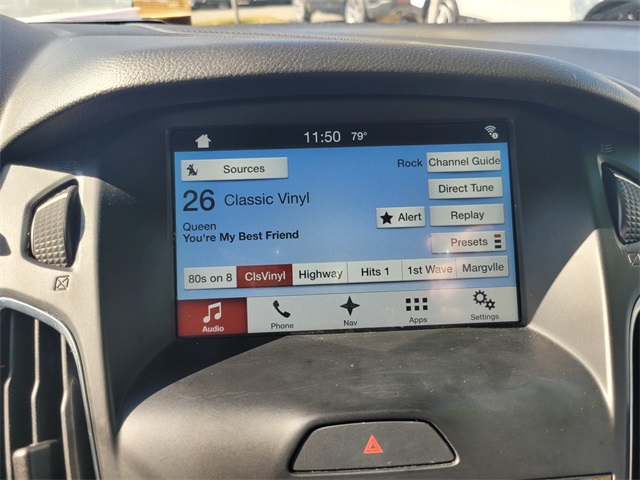 11:50 79°
Sources
Rock Channel Guide
26 Classic Vinyl
Direct Tune
Alert Replay
Queen
You're My Best Friend
Presets
80s on 8 ClsVinyl Highway Hits 1 1st Wave Margvlle
Audio Phone Nav Apps Settings